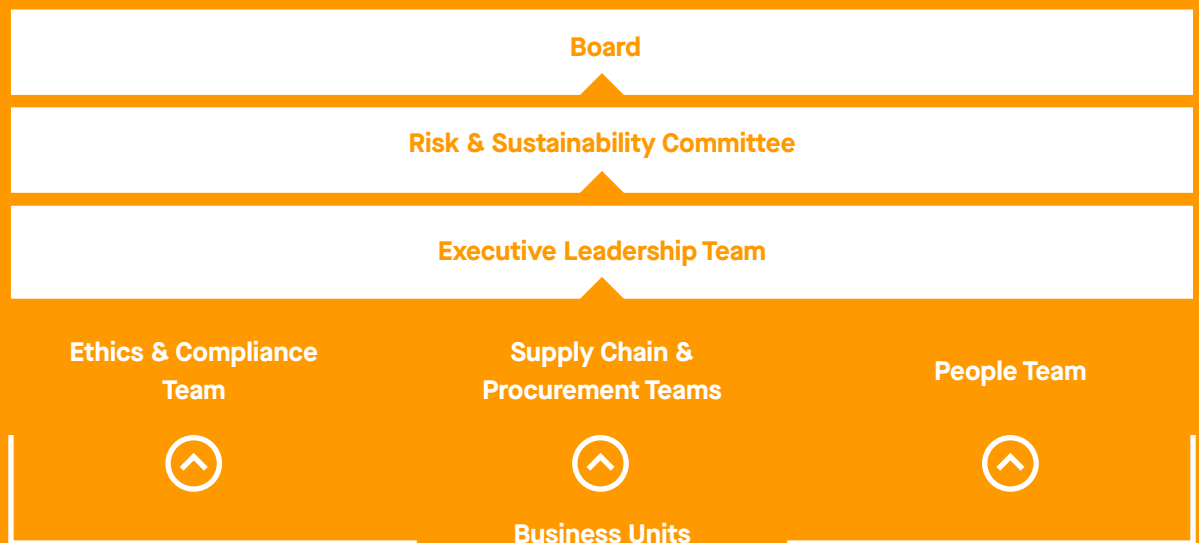 Board
Risk & Sustainability Committee
Executive Leadership Team
Ethics & Compliance
Team
Supply Chain &
Procurement Teams
People Team
Business Units